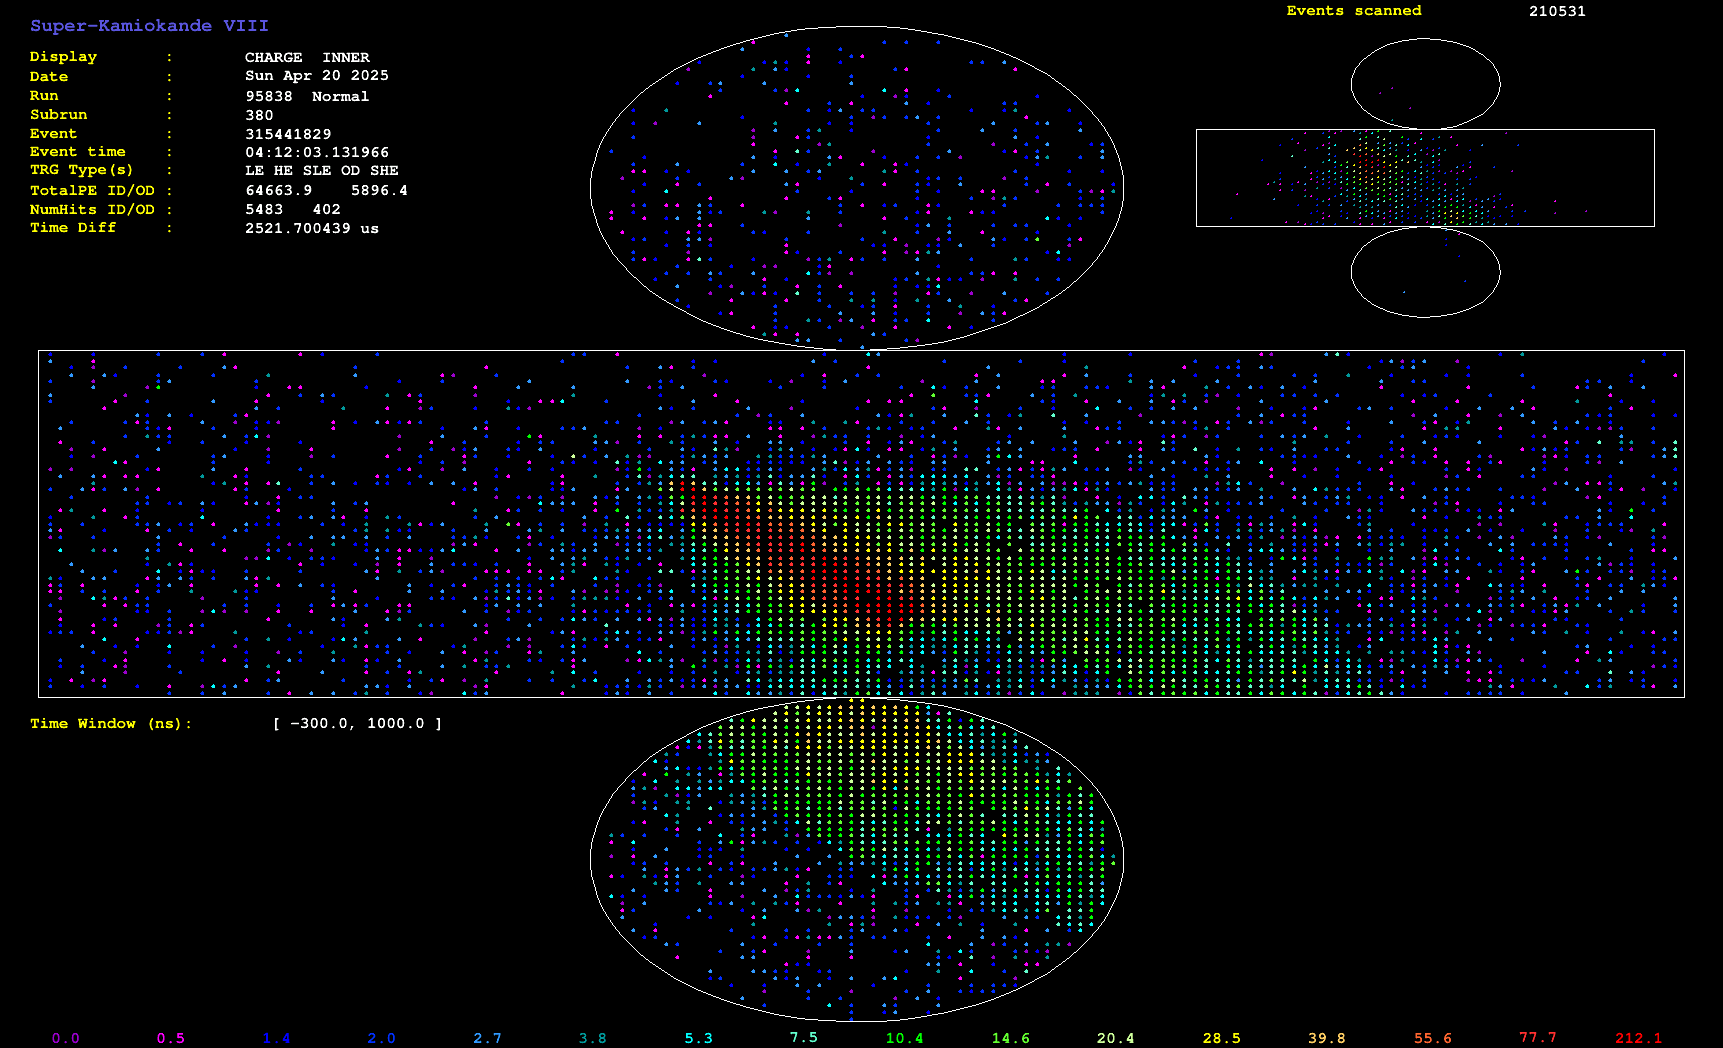 Super-Kamiokande VIII
Display : CHARGE INNER
Date : Sun Apr 20 2025
Run : 95838 Normal
Subrun : 380
Event : 315441829
Event time : 04:12:03.131966
TRG Type(s) : LE HE SLE OD SHE
TotalPE ID/OD : 64663.9 5896.4
NumHits ID/OD : 5483 402
Time Diff : 2521.700439 us
Events scanned 210531
Time Window (ns): [ -300.0, 1000.0 ]
0.0 0.5 1.4 2.0 2.7 3.8 5.3 7.5 10.4 14.6 20.4 28.5 39.8 55.6 77.7 212.1